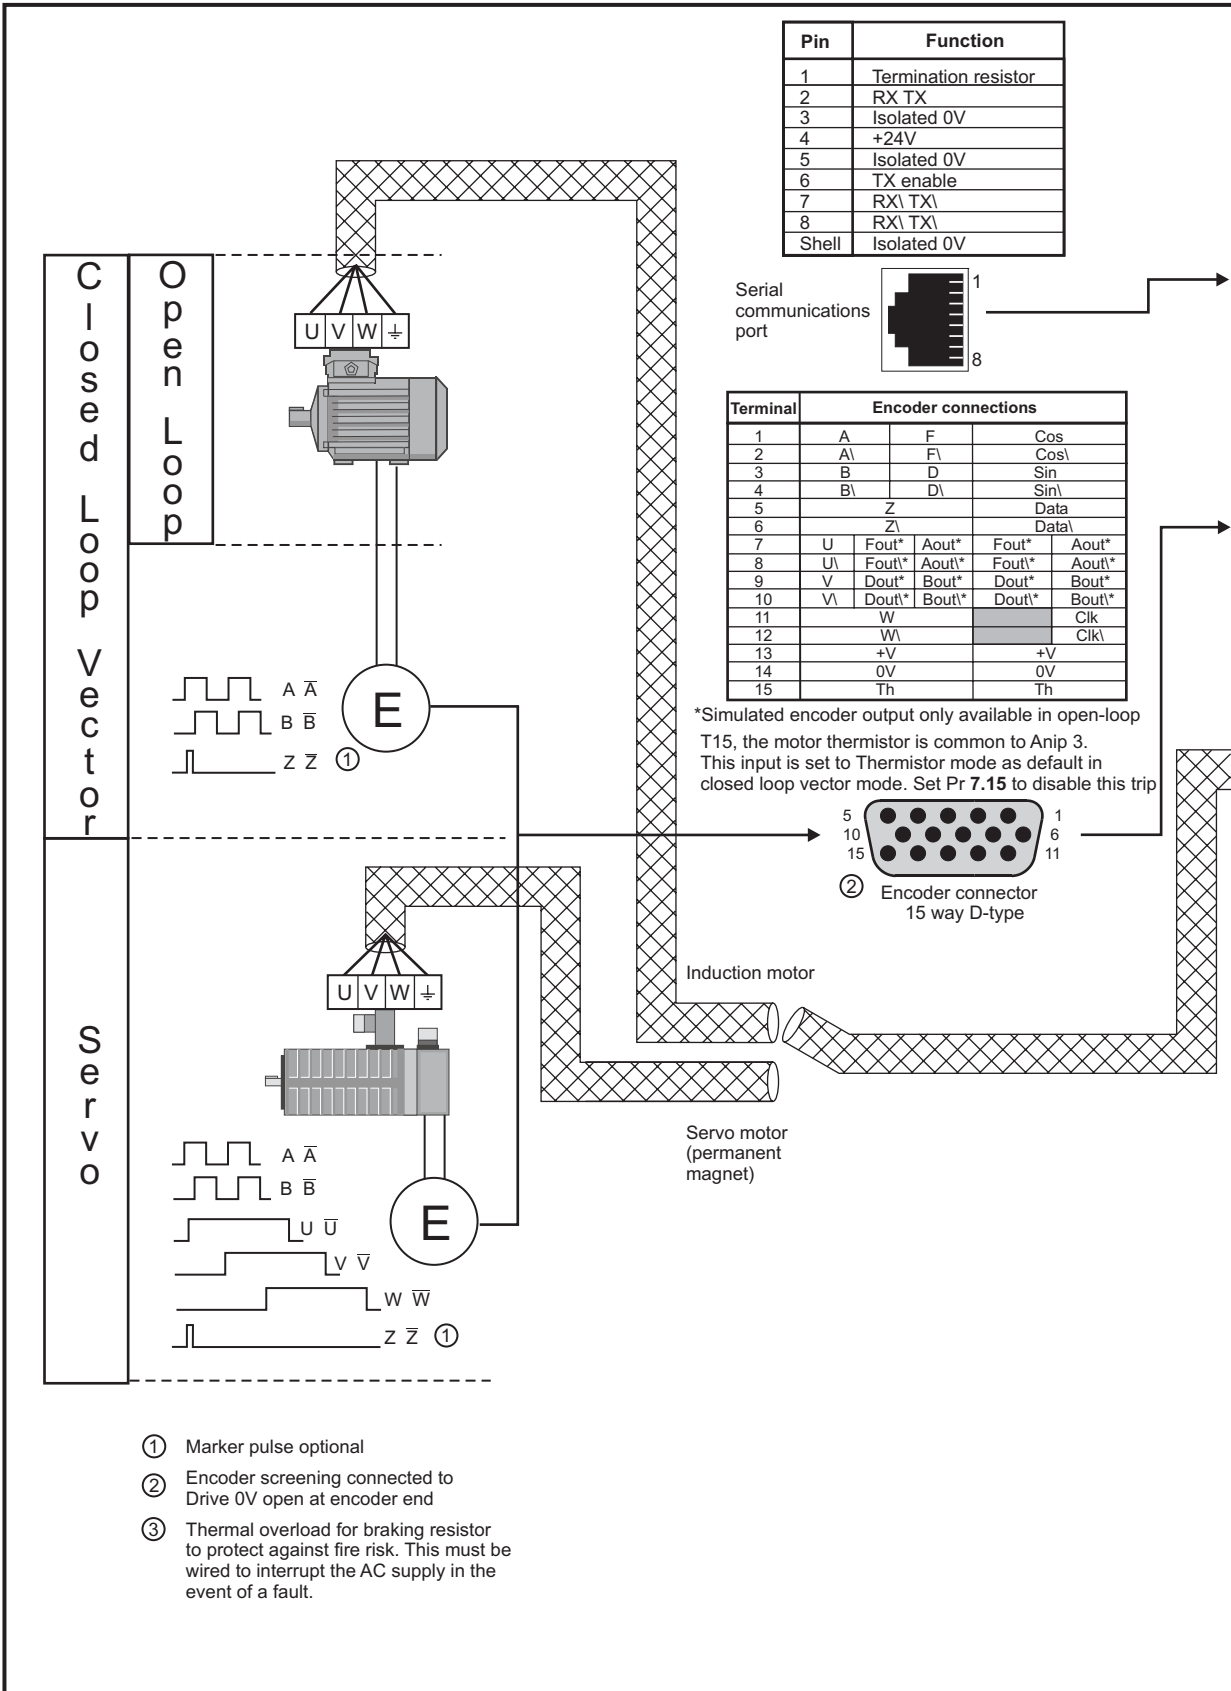 Pin Function
1 Termination resistor
2 RX TX
3 Isolated 0V
4 +24V
5 Isolated 0V
6 TX enable
7 RX\ TX\
8 RX\ TX\
Shell Isolated 0V
Serial
communications
port
1
8
Closed Loop Vector
Open Loop
U V W
Terminal Encoder connections
1 A F Cos
2 A\ F\ Cos\
3 B D Sin
4 B\ D\ Sin\
5 Z Data
6 Z\ Data\
7 U Fout* Aout* Fout* Aout*
8 U\ Fout\* Aout\* Fout\* Aout\*
9 V Dout* Bout* Dout* Bout*
10 V\ Dout\* Bout\* Dout\* Bout\*
11 W Clk
12 W\ Clk\
13 +V +V
14 0V 0V
15 Th Th
*Simulated encoder output only available in open-loop
T15, the motor thermistor is common to Anip 3.
This input is set to Thermistor mode as default in
closed loop vector mode. Set Pr 7.15 to disable this trip
A A̅
B B̅
Z Z̅ ①
E
5 1
10 6
15 11
② Encoder connector
15 way D-type
Servo
U V W
Induction motor
Servo motor
(permanent
magnet)
A A̅
B B̅
U U̅
V V̅
W W̅
Z Z̅ ①
E
① Marker pulse optional
② Encoder screening connected to
Drive 0V open at encoder end
③ Thermal overload for braking resistor
to protect against fire risk. This must be
wired to interrupt the AC supply in the
event of a fault.